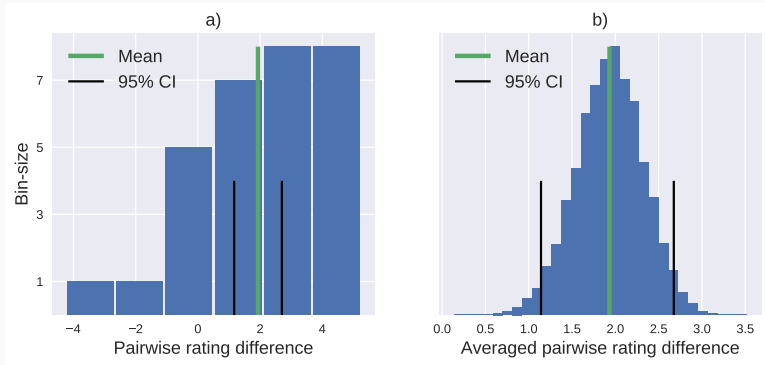 a)
Mean
95% CI
Bin-size
7
5
3
1
−4 −2 0 2 4
Pairwise rating difference
b)
Mean
95% CI
0.0 0.5 1.0 1.5 2.0 2.5 3.0 3.5
Averaged pairwise rating difference